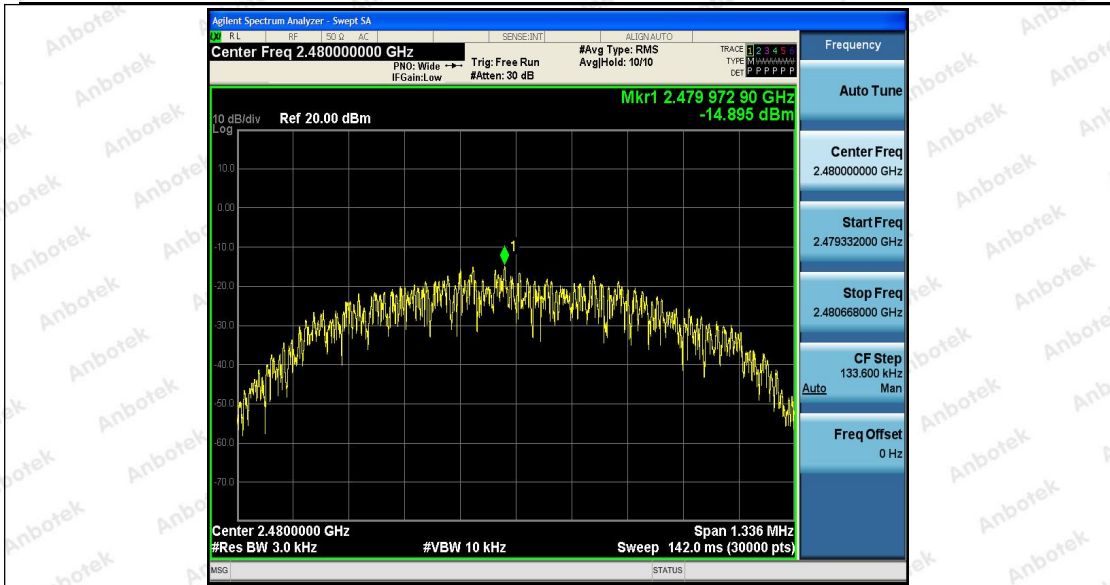 Agilent Spectrum Analyzer - Swept SA
LXI RL RF 50 Ω AC SENSE:INT ALIGN AUTO
Center Freq 2.480000000 GHz
PNO: Wide
IFGain:Low
Trig: Free Run
#Atten: 30 dB
#Avg Type: RMS
Avg|Hold: 10/10
TRACE 1 2 3 4 5 6
TYPE M
DET P P P P P P
Mkr1 2.479 972 90 GHz
-14.895 dBm
10 dB/div Ref 20.00 dBm
Log
10.0
0.00
-10.0
-20.0
-30.0
-40.0
-50.0
-60.0
-70.0
1
Center 2.4800000 GHz
Span 1.336 MHz
#Res BW 3.0 kHz
#VBW 10 kHz
Sweep 142.0 ms (30000 pts)
MSG
STATUS
Frequency
Auto Tune
Center Freq
2.480000000 GHz
Start Freq
2.479332000 GHz
Stop Freq
2.480668000 GHz
CF Step
133.600 kHz
Auto Man
Freq Offset
0 Hz
Anbotek